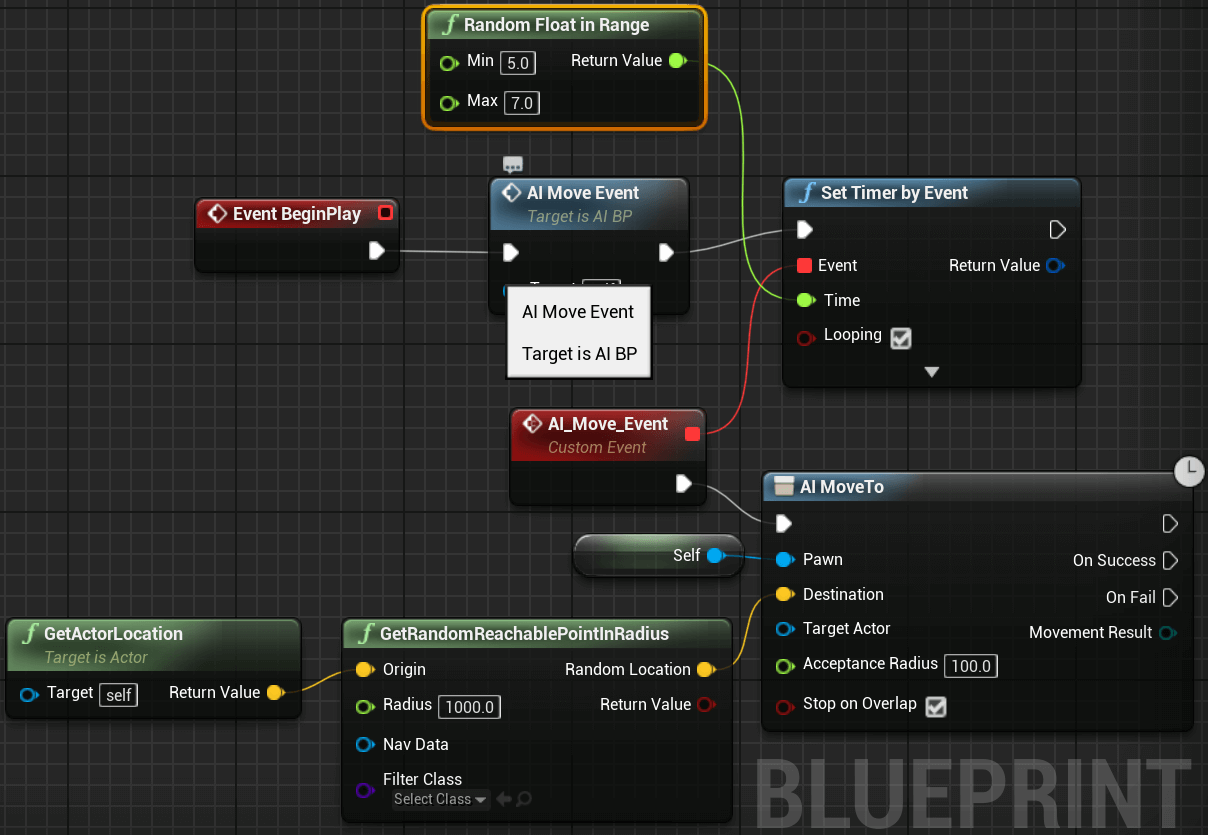 Random Float in Range
Min 5.0 Return Value
Max 7.0
AI Move Event
Target is AI BP
Event BeginPlay
Set Timer by Event
Event Return Value
Time
Looping
AI Move Event
Target is AI BP
AI_Move_Event
Custom Event
AI MoveTo
Self
Pawn On Success
Destination On Fail
Target Actor Movement Result
Acceptance Radius 100.0
Stop on Overlap
GetActorLocation
Target is Actor
Target self Return Value
GetRandomReachablePointInRadius
Origin Random Location
Radius 1000.0 Return Value
Nav Data
Filter Class
Select Class
BLUEPRINT